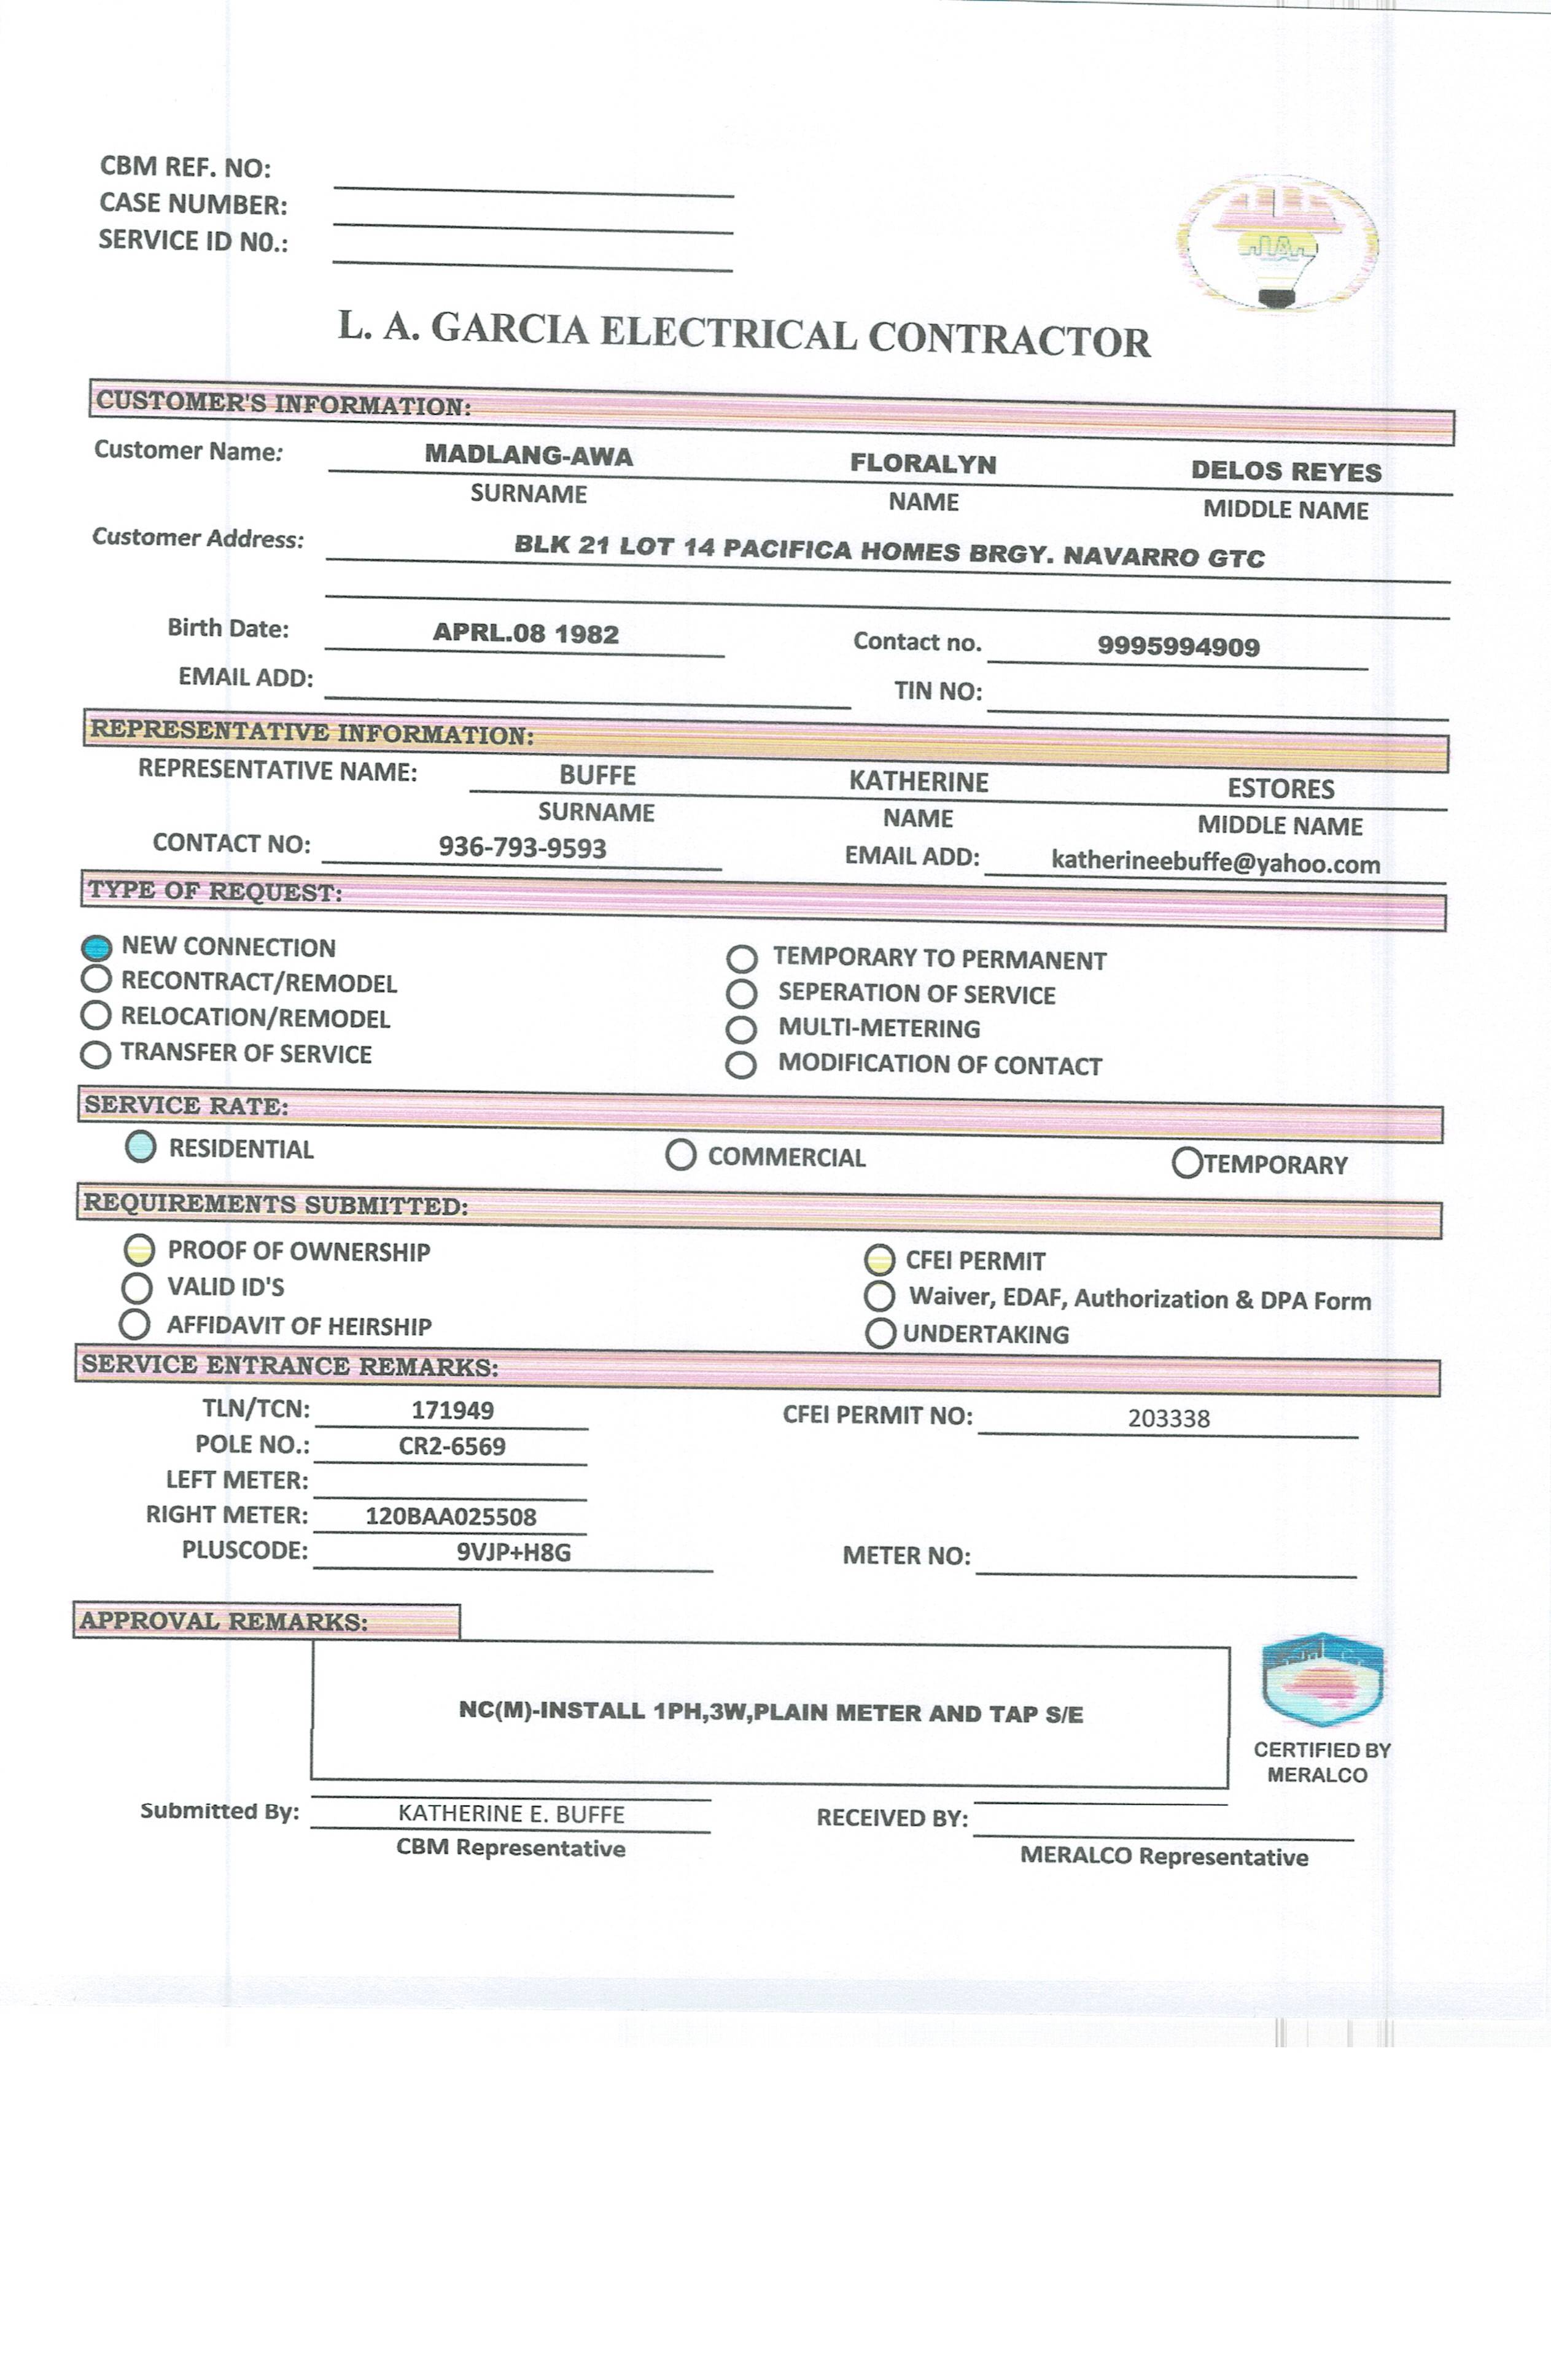 CBM REF. NO:
CASE NUMBER:
SERVICE ID N0.:
L. A. GARCIA ELECTRICAL CONTRACTOR
CUSTOMER'S INFORMATION:
Customer Name: MADLANG-AWA FLORALYN DELOS REYES
SURNAME NAME MIDDLE NAME
Customer Address: BLK 21 LOT 14 PACIFICA HOMES BRGY. NAVARRO GTC
Birth Date: APRL.08 1982 Contact no. 9995994909
EMAIL ADD: TIN NO:
REPRESENTATIVE INFORMATION:
REPRESENTATIVE NAME: BUFFE KATHERINE ESTORES
SURNAME NAME MIDDLE NAME
CONTACT NO: 936-793-9593 EMAIL ADD: katherineebuffe@yahoo.com
TYPE OF REQUEST:
NEW CONNECTION TEMPORARY TO PERMANENT
RECONTRACT/REMODEL SEPERATION OF SERVICE
RELOCATION/REMODEL MULTI-METERING
TRANSFER OF SERVICE MODIFICATION OF CONTACT
SERVICE RATE:
RESIDENTIAL COMMERCIAL TEMPORARY
REQUIREMENTS SUBMITTED:
PROOF OF OWNERSHIP CFEI PERMIT
VALID ID'S Waiver, EDAF, Authorization & DPA Form
AFFIDAVIT OF HEIRSHIP UNDERTAKING
SERVICE ENTRANCE REMARKS:
TLN/TCN: 171949 CFEI PERMIT NO: 203338
POLE NO.: CR2-6569
LEFT METER:
RIGHT METER: 120BAA025508
PLUSCODE: 9VJP+H8G METER NO:
APPROVAL REMARKS:
NC(M)-INSTALL 1PH,3W,PLAIN METER AND TAP S/E
CERTIFIED BY
MERALCO
Submitted By: KATHERINE E. BUFFE RECEIVED BY:
CBM Representative MERALCO Representative